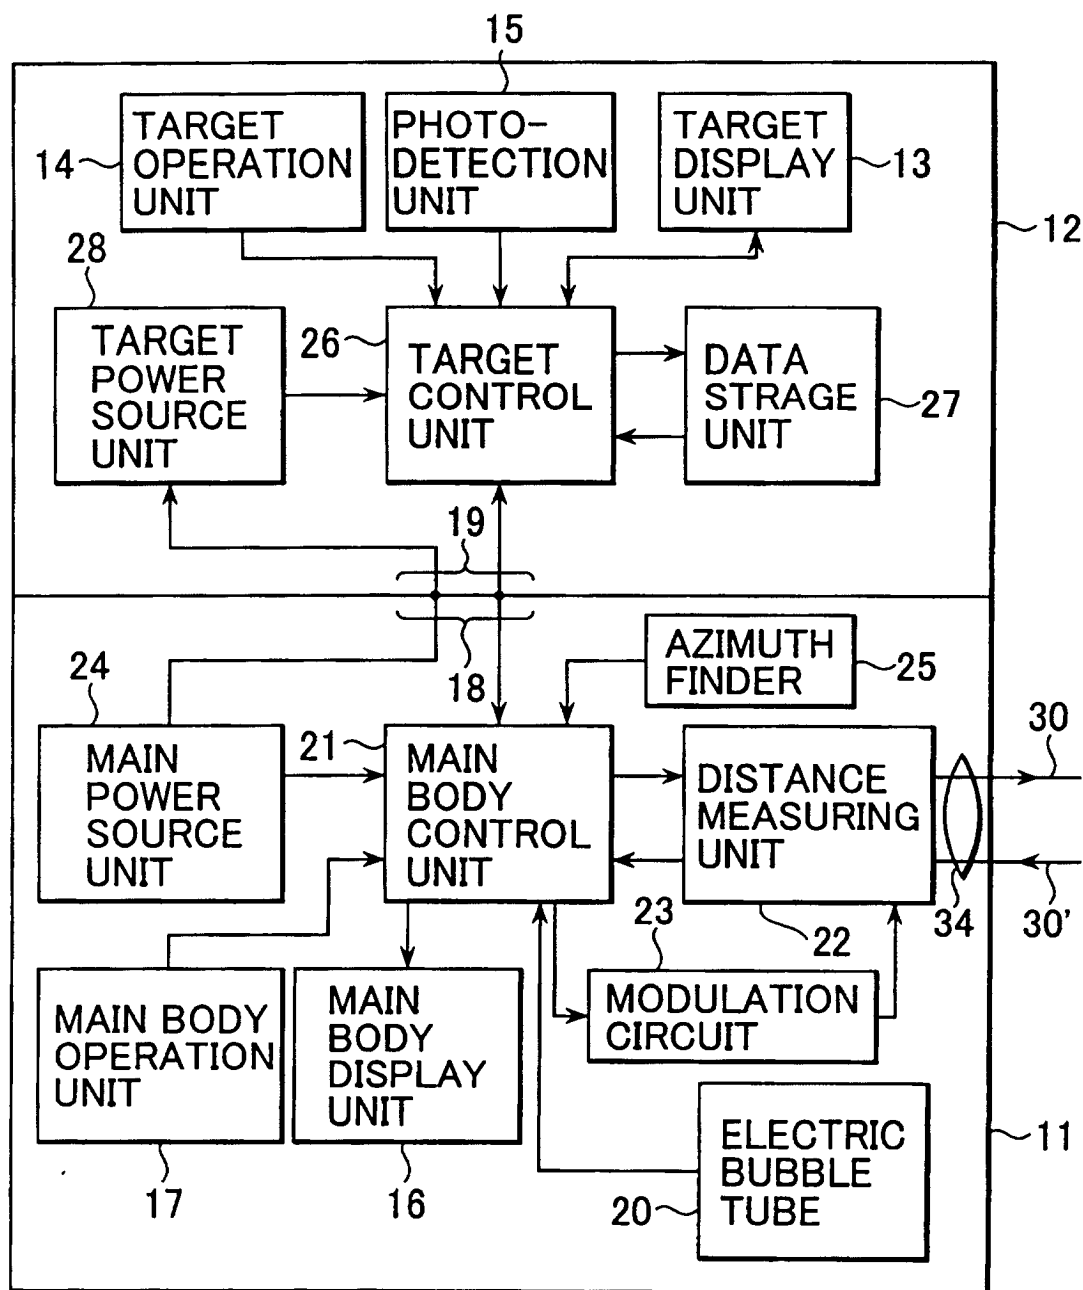 15
TARGET
OPERATION
UNIT
PHOTO-
DETECTION
UNIT
TARGET
DISPLAY
UNIT
14
13
12
28
TARGET
POWER
SOURCE
UNIT
26
TARGET
CONTROL
UNIT
DATA
STRAGE
UNIT
27
19
18
AZIMUTH
FINDER
25
24
MAIN
POWER
SOURCE
UNIT
21
MAIN
BODY
CONTROL
UNIT
DISTANCE
MEASURING
UNIT
30
34
30'
22
23
MODULATION
CIRCUIT
MAIN BODY
OPERATION
UNIT
MAIN
BODY
DISPLAY
UNIT
17
16
ELECTRIC
BUBBLE
TUBE
20
11